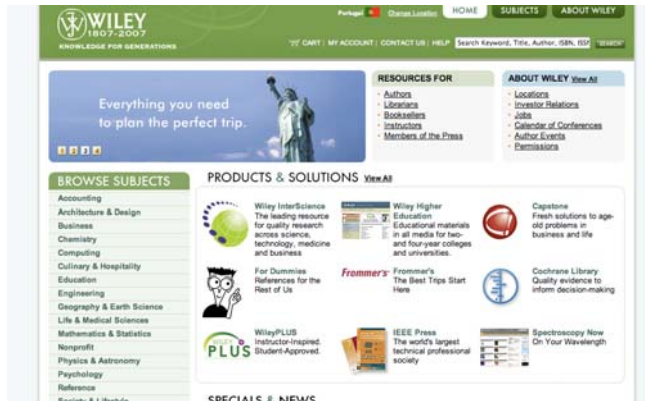 WILEY
1807-2007
KNOWLEDGE FOR GENERATIONS
Portugal Change Location HOME SUBJECTS ABOUT WILEY
CART | MY ACCOUNT | CONTACT US | HELP Search Keyword, Title, Author, ISBN, ISSN SEARCH
Everything you need
to plan the perfect trip.
1 2 3 4
RESOURCES FOR
Authors
Librarians
Booksellers
Instructors
Members of the Press
ABOUT WILEY View All
Locations
Investor Relations
Jobs
Calendar of Conferences
Author Events
Permissions
BROWSE SUBJECTS
Accounting
Architecture & Design
Business
Chemistry
Computing
Culinary & Hospitality
Education
Engineering
Geography & Earth Science
Life & Medical Sciences
Mathematics & Statistics
Nonprofit
Physics & Astronomy
Psychology
Reference
Society & Lifestyle
PRODUCTS & SOLUTIONS View All
Wiley InterScience
The leading resource
for quality research
across science,
technology, medicine
and business
Wiley Higher
Education
Educational materials
in all media for two-
and four-year colleges
and universities.
Capstone
Fresh solutions to age-
old problems in
business and life
For Dummies
References for the
Rest of Us
Frommer's
Frommer's
The Best Trips Start
Here
Cochrane Library
Quality evidence to
inform decision-making
WILEY
PLUS
WileyPLUS
Instructor-Inspired.
Student-Approved.
IEEE Press
The world's largest
technical professional
society
Spectroscopy Now
On Your Wavelength
SPECIALS & NEWS